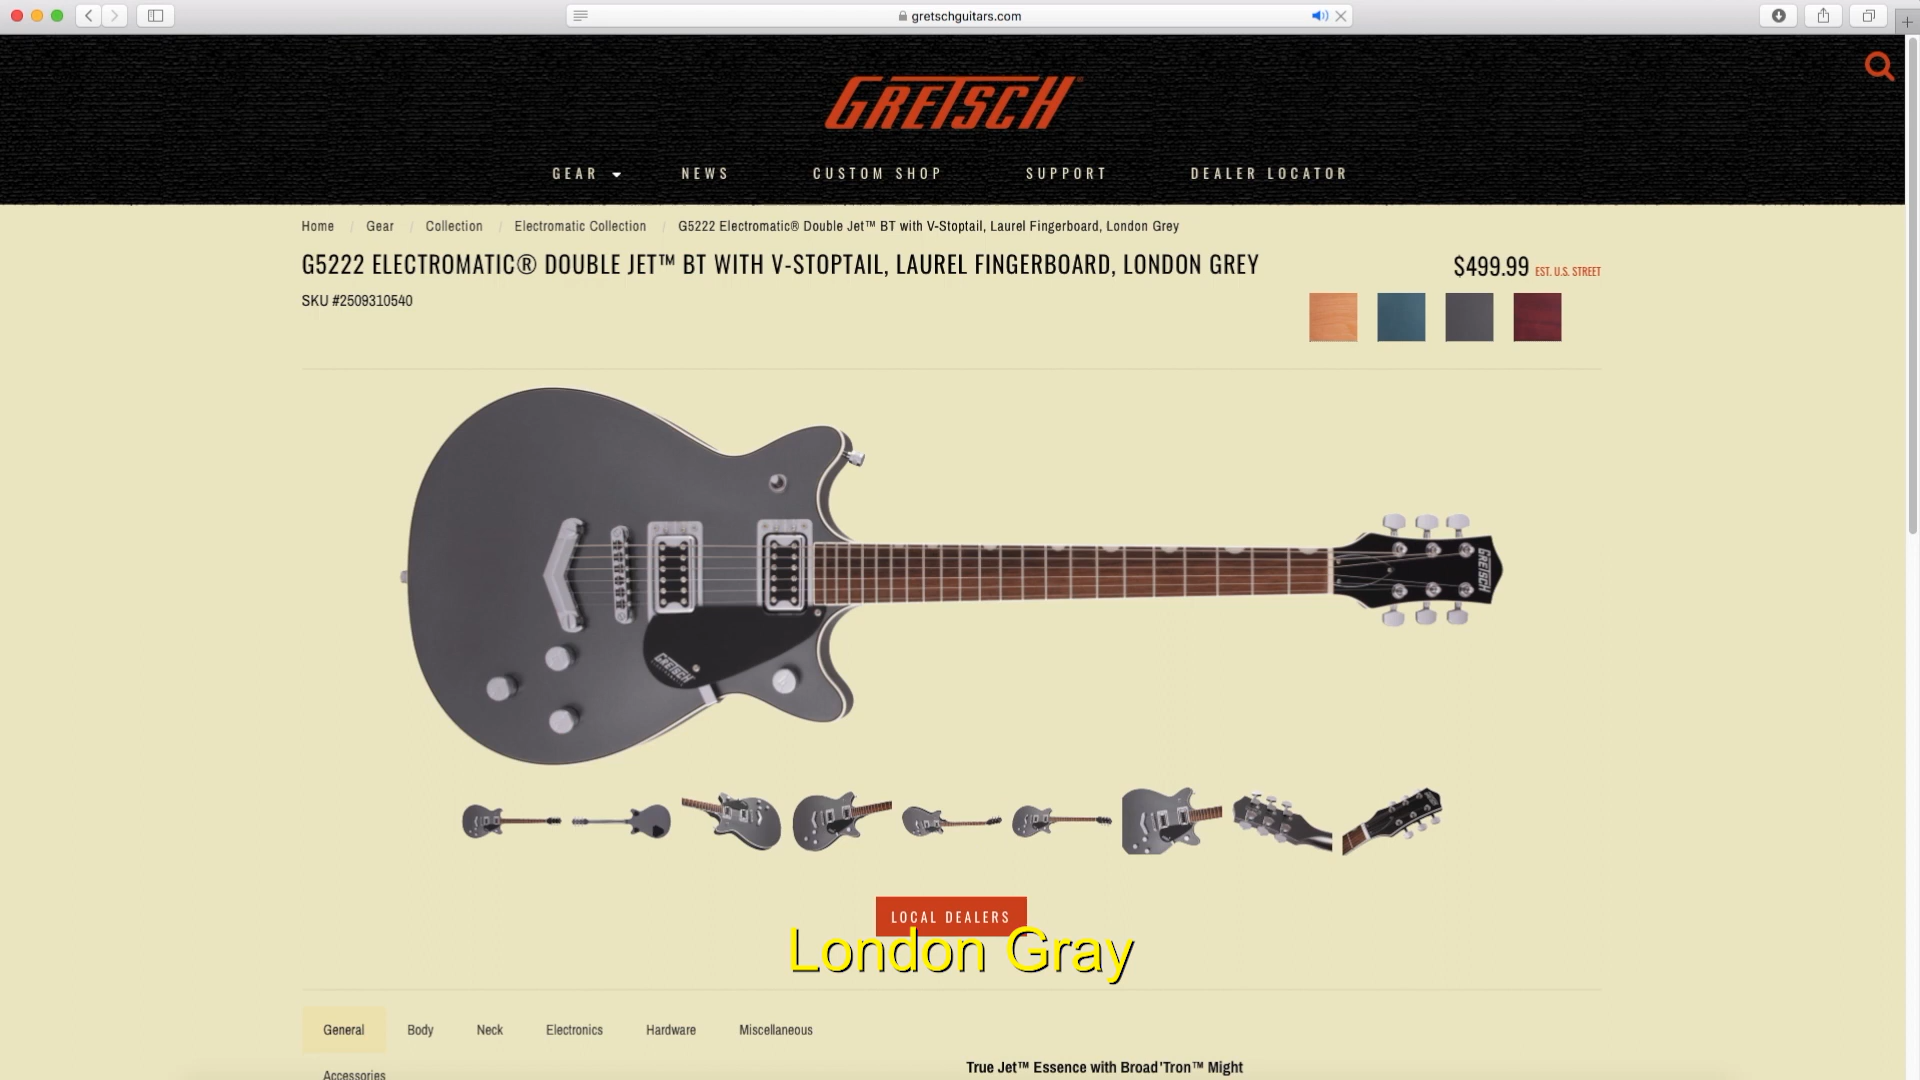 gretschguitars.com
GRETSCH
GEAR NEWS CUSTOM SHOP SUPPORT DEALER LOCATOR
Home / Gear / Collection / Electromatic Collection / G5222 Electromatic® Double Jet™ BT with V-Stoptail, Laurel Fingerboard, London Grey
G5222 ELECTROMATIC® DOUBLE JET™ BT WITH V-STOPTAIL, LAUREL FINGERBOARD, LONDON GREY
$499.99 EST. U.S. STREET
SKU #2509310540
GRETSCH
GRETSCH
LOCAL DEALERS
London Gray
General Body Neck Electronics Hardware Miscellaneous
Accessories
True Jet™ Essence with Broad'Tron™ Might